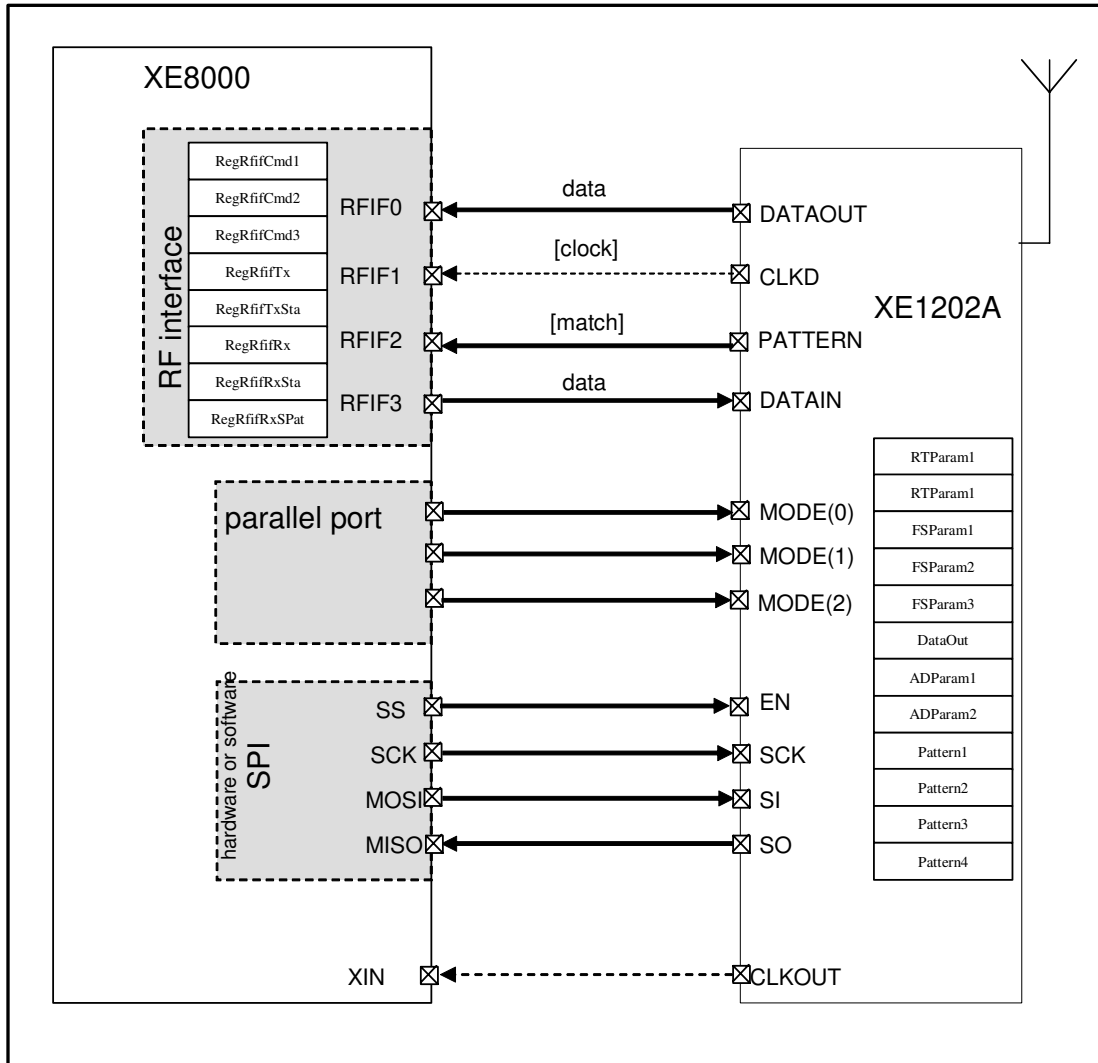 XE8000
RF interface
RegRfifCmd1
RegRfifCmd2
RegRfifCmd3
RegRfifTx
RegRfifTxSta
RegRfifRx
RegRfifRxSta
RegRfifRxSPat
RFIF0
RFIF1
RFIF2
RFIF3
data
[clock]
[match]
data
DATAOUT
CLKD
PATTERN
DATAIN
XE1202A
parallel port
MODE(0)
MODE(1)
MODE(2)
RTParam1
RTParam1
FSParam1
FSParam2
FSParam3
DataOut
ADParam1
ADParam2
Pattern1
Pattern2
Pattern3
Pattern4
hardware or software
SPI
SS
SCK
MOSI
MISO
EN
SCK
SI
SO
XIN
CLKOUT